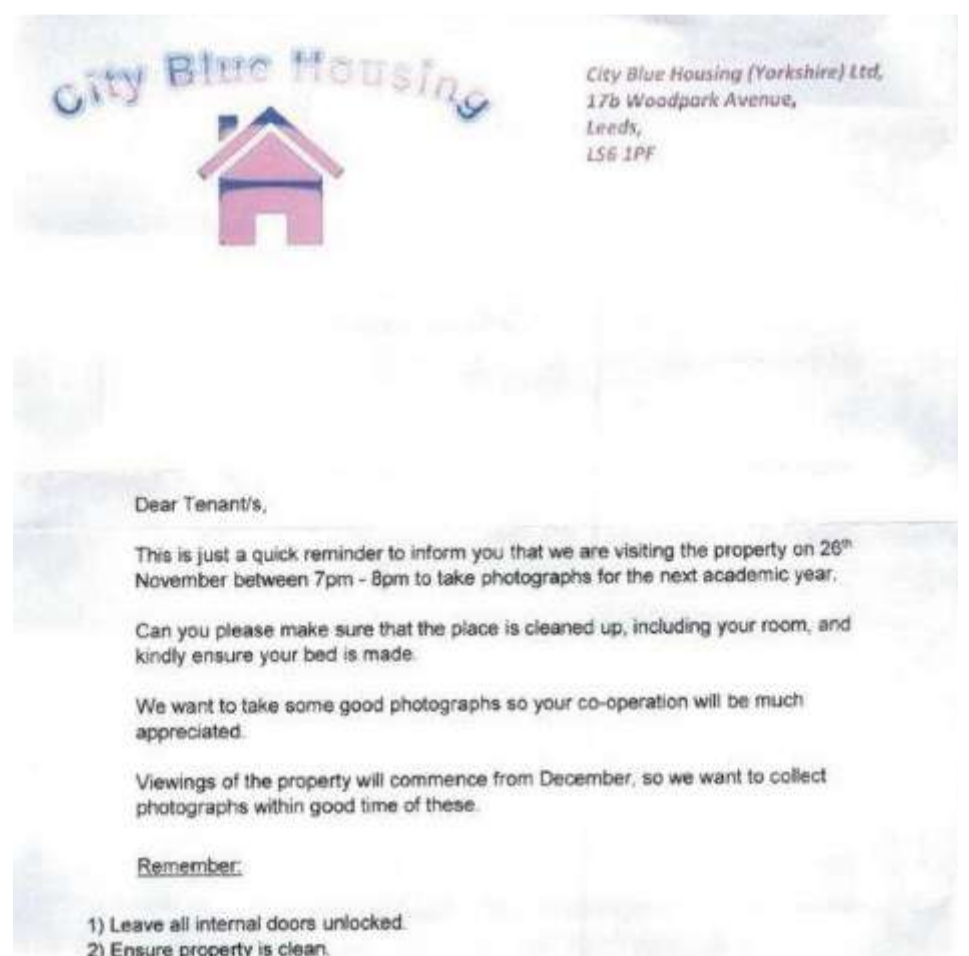 City Blue Housing
City Blue Housing (Yorkshire) Ltd,
17b Woodpark Avenue,
Leeds,
LS6 1PF
Dear Tenant/s,
This is just a quick reminder to inform you that we are visiting the property on 26th
November between 7pm - 8pm to take photographs for the next academic year.
Can you please make sure that the place is cleaned up, including your room, and
kindly ensure your bed is made.
We want to take some good photographs so your co-operation will be much
appreciated.
Viewings of the property will commence from December, so we want to collect
photographs within good time of these.
Remember:
1) Leave all internal doors unlocked.
2) Ensure property is clean.